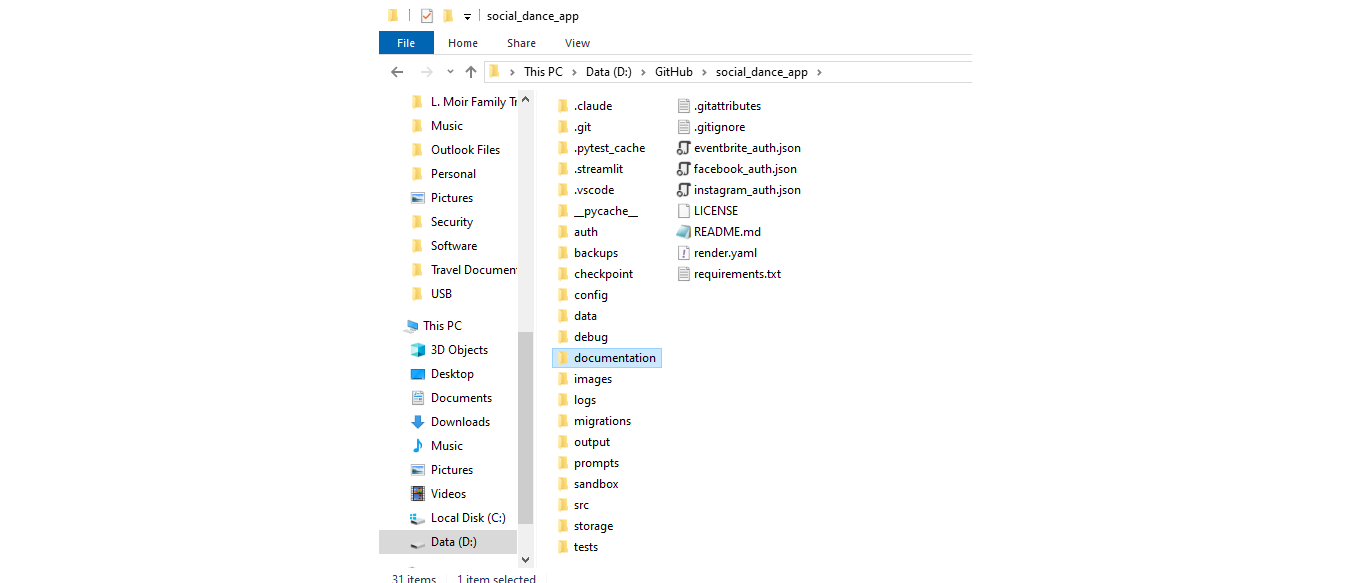 social_dance_app
File Home Share View
This PC Data (D:) GitHub social_dance_app
L. Moir Family Tr
Music
Outlook Files
Personal
Pictures
Security
Software
Travel Documen
USB
This PC
3D Objects
Desktop
Documents
Downloads
Music
Pictures
Videos
Local Disk (C:)
Data (D:)
.claude
.git
.pytest_cache
.streamlit
.vscode
__pycache__
auth
backups
checkpoint
config
data
debug
documentation
images
logs
migrations
output
prompts
sandbox
src
storage
tests
.gitattributes
.gitignore
eventbrite_auth.json
facebook_auth.json
instagram_auth.json
LICENSE
README.md
render.yaml
requirements.txt
31 items 1 item selected